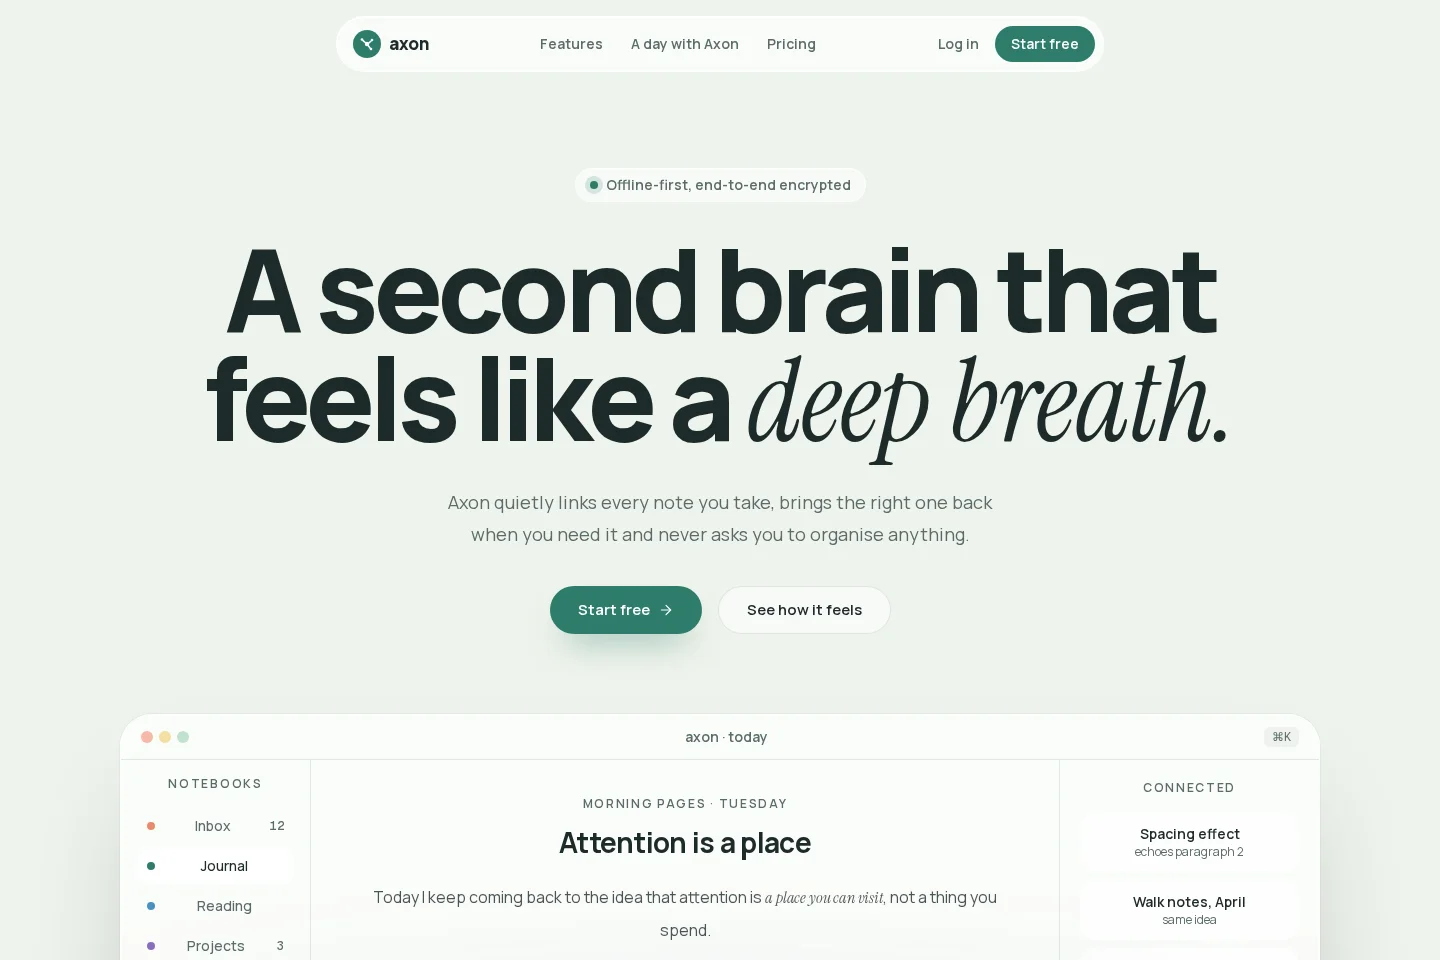 axon
Features
A day with Axon
Pricing
Log in
Start free
Offline-first, end-to-end encrypted
A second brain that
feels like a deep breath.
Axon quietly links every note you take, brings the right one back
when you need it and never asks you to organise anything.
Start free →
See how it feels
axon · today
⌘K
NOTEBOOKS
Inbox 12
Journal
Reading
Projects 3
MORNING PAGES · TUESDAY
Attention is a place
Today I keep coming back to the idea that attention is a place you can visit, not a thing you
spend.
CONNECTED
Spacing effect
echoes paragraph 2
Walk notes, April
same idea